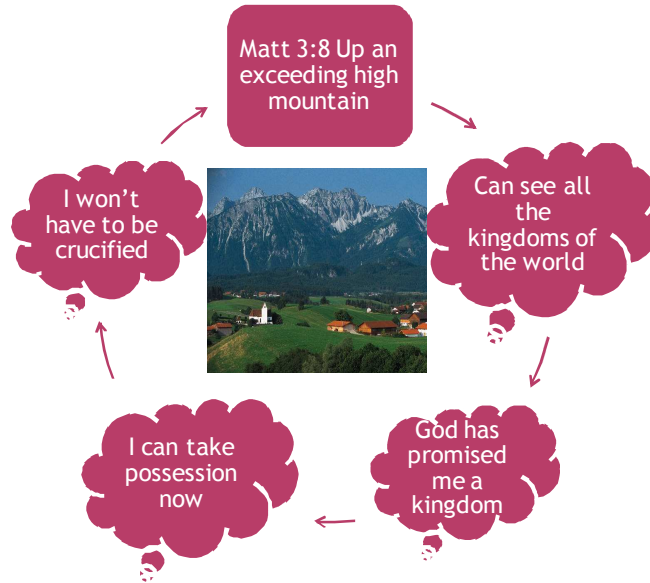 Matt 3:8 Up an
exceeding high
mountain
Can see all
the
kingdoms of
the world
God has
promised
me a
kingdom
I can take
possession
now
I won't
have to be
crucified